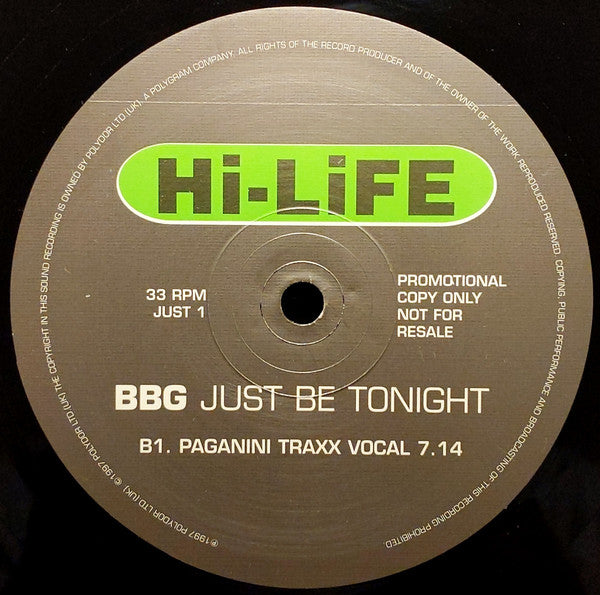 Hi-LiFE
33 RPM
JUST 1
PROMOTIONAL
COPY ONLY
NOT FOR
RESALE
BBG JUST BE TONIGHT
B1. PAGANINI TRAXX VOCAL 7.14
℗1997 POLYDOR LTD (UK) ©1997 POLYDOR LTD (UK) THE COPYRIGHT IN THIS SOUND RECORDING IS OWNED BY POLYDOR LTD (UK), A POLYGRAM COMPANY. ALL RIGHTS OF THE RECORD PRODUCER AND OF THE OWNER OF THE WORK REPRODUCED RESERVED. COPYING, PUBLIC PERFORMANCE AND BROADCASTING OF THIS RECORDING PROHIBITED.